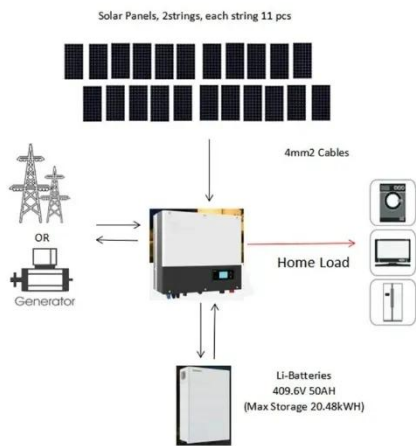 Solar Panels, 2strings, each string 11 pcs
4mm2 Cables
OR
Generator
Home Load
Li-Batteries
409.6V 50AH
(Max Storage 20.48kWH)